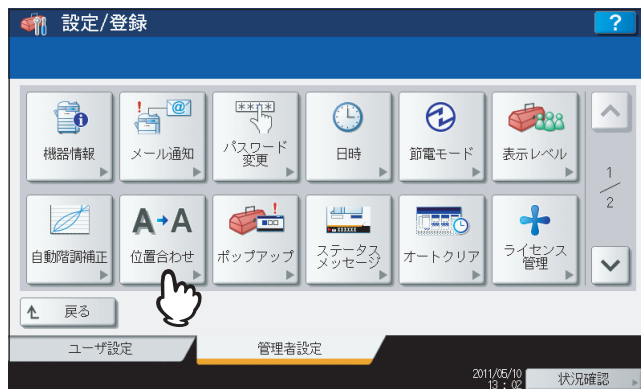 設定/登録
?
!
@
****
機器情報
メール通知
パスワード
変更
日時
節電モード
表示レベル
1
2
A→A
!
自動階調補正
位置合わせ
ポップアップ
ステータス
メッセージ
オートクリア
ライセンス
管理
戻る
ユーザ設定
管理者設定
2011/05/10
13 : 02
状況確認